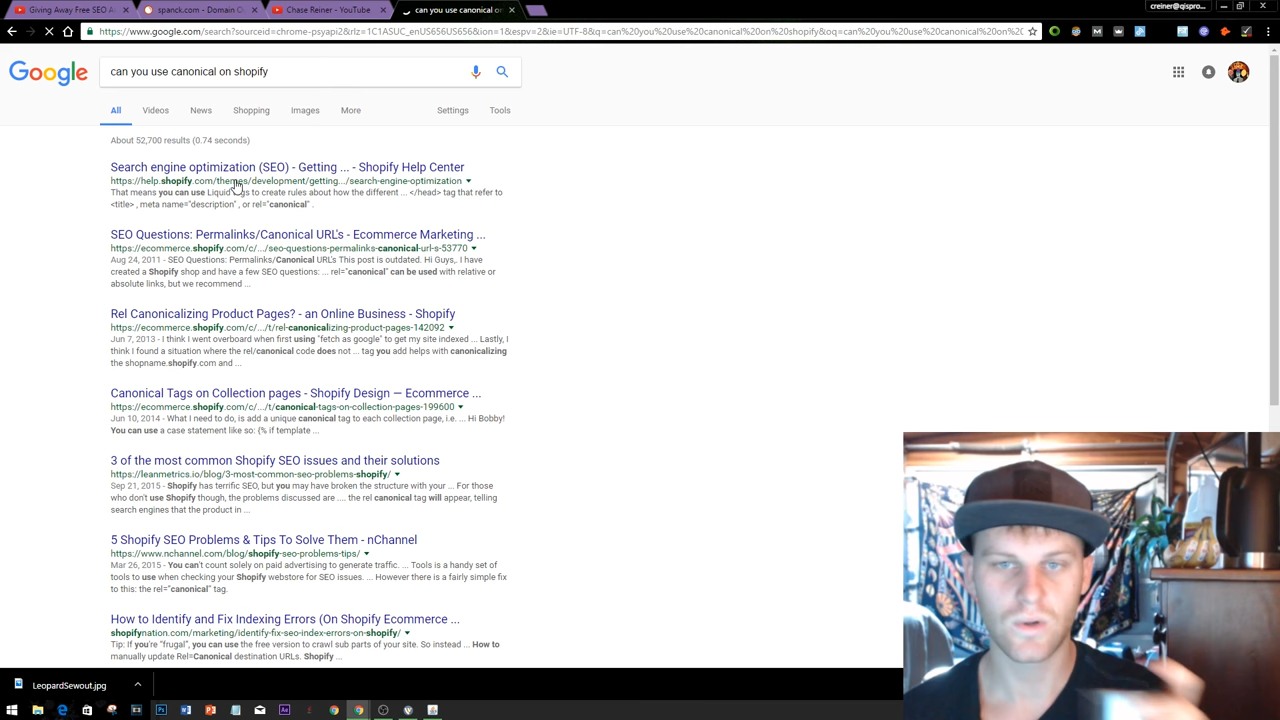 Giving Away Free SEO A
spanck.com - Domain O
Chase Reiner - YouTube
can you use canonical o
creiner@qispro...
https://www.google.com/search?sourceid=chrome-psyapi2&rlz=1C1ASUC_enUS656US656&ion=1&espv=2&ie=UTF-8&q=can%20you%20use%20canonical%20on%20shopify&oq=can%20you%20use%20canonical%20on%20s
Google
can you use canonical on shopify
All Videos News Shopping Images More Settings Tools
About 52,700 results (0.74 seconds)
Search engine optimization (SEO) - Getting ... - Shopify Help Center
https://help.shopify.com/themes/development/getting.../search-engine-optimization
That means you can use Liquid tags to create rules about how the different ... </head> tag that refer to
<title> , meta name="description" , or rel="canonical" .
SEO Questions: Permalinks/Canonical URL's - Ecommerce Marketing ...
https://ecommerce.shopify.com/c/.../seo-questions-permalinks-canonical-url-s-53770
Aug 24, 2011 - SEO Questions: Permalinks/Canonical URL's This post is outdated. Hi Guys,. I have
created a Shopify shop and have a few SEO questions: ... rel="canonical" can be used with relative or
absolute links, but we recommend ...
Rel Canonicalizing Product Pages? - an Online Business - Shopify
https://ecommerce.shopify.com/c/.../t/rel-canonicalizing-product-pages-142092
Jun 7, 2013 - I think I went overboard when first using "fetch as google" to get my site indexed ... Lastly, I
think I found a situation where the rel/canonical code does not ... tag you add helps with canonicalizing
the shopname.shopify.com and ...
Canonical Tags on Collection pages - Shopify Design — Ecommerce ...
https://ecommerce.shopify.com/c/.../t/canonical-tags-on-collection-pages-199600
Jun 10, 2014 - What I need to do, is add a unique canonical tag to each collection page, i.e. ... Hi Bobby!
You can use a case statement like so: {% if template ...
3 of the most common Shopify SEO issues and their solutions
https://leanmetrics.io/blog/3-most-common-seo-problems-shopify/
Sep 21, 2015 - Shopify has terrific SEO, but you may have broken the structure with your ... For those
who don't use Shopify though, the problems discussed are .... the rel canonical tag will appear, telling
search engines that the product in ...
5 Shopify SEO Problems & Tips To Solve Them - nChannel
https://www.nchannel.com/blog/shopify-seo-problems-tips/
Mar 26, 2015 - You can't count solely on paid advertising to generate traffic. ... Tools is a handy set of
tools to use when checking your Shopify webstore for SEO issues. ... However there is a fairly simple fix
to this: the rel="canonical" tag.
How to Identify and Fix Indexing Errors (On Shopify Ecommerce ...
shopifynation.com/marketing/identify-fix-seo-index-errors-on-shopify/
Tip: If you're "frugal", you can use the free version to crawl sub parts of your site. So instead ... How to
manually update Rel=Canonical destination URLs. Shopify ...
LeopardSewout.jpg